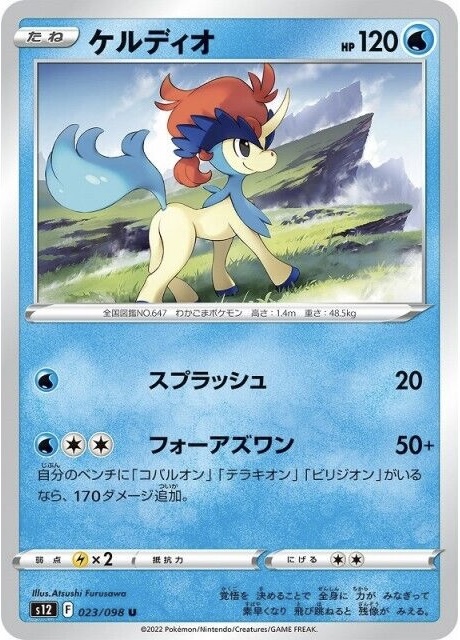 たね ケルディオ HP 120
全国図鑑NO.647 わかこまポケモン 高さ:1.4m 重さ:48.5kg
スプラッシュ 20
フォーアズワン 50+
自分のベンチに「コバルオン」「テラキオン」「ビリジオン」がいる
なら、170ダメージ追加。
弱点 ×2 抵抗力 にげる
Illus.Atsushi Furusawa
s12 F 023/098 U
覚悟を 決めることで 全身に 力が みなぎって
素早くなり 飛び跳ねると 残像が みえる。
©2022 Pokémon/Nintendo/Creatures/GAME FREAK.